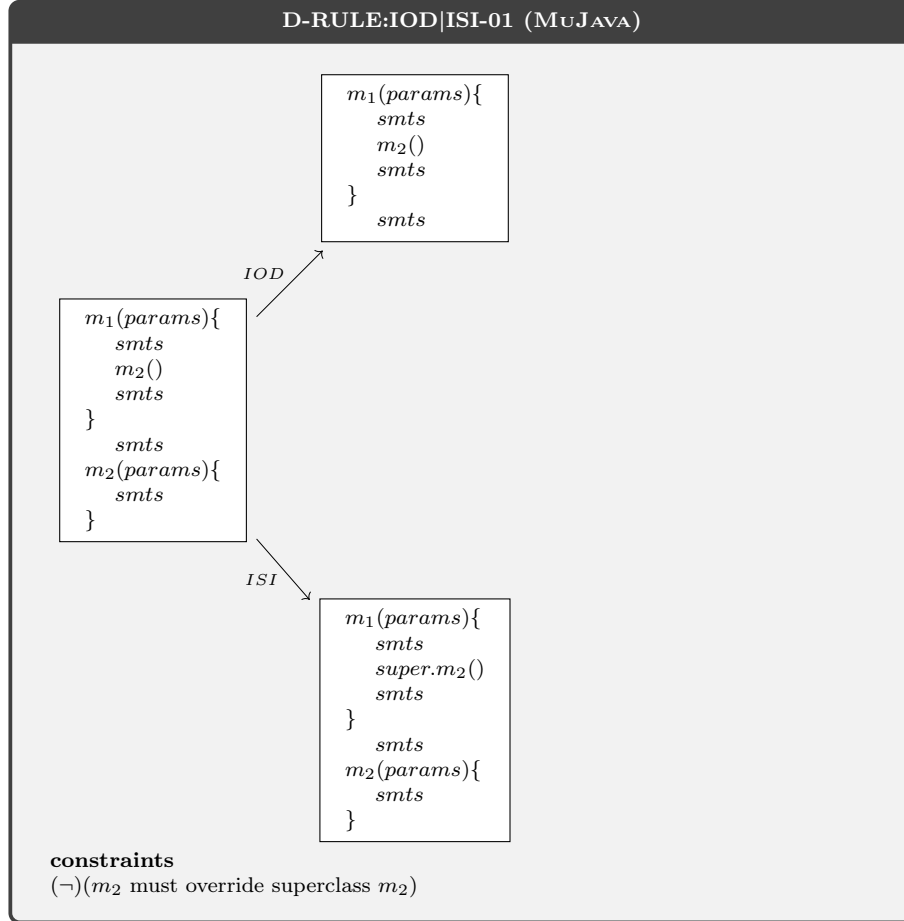 D-RULE:IOD|ISI-01 (MuJava)
m₁(params){
smts
m₂()
smts
}
smts
IOD
m₁(params){
smts
m₂()
smts
}
smts
m₂(params){
smts
}
ISI
m₁(params){
smts
super.m₂()
smts
}
smts
m₂(params){
smts
}
constraints
(¬)(m₂ must override superclass m₂)